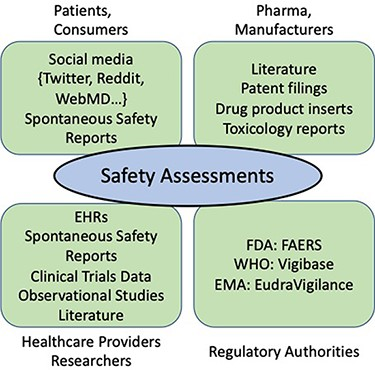 Patients,
Consumers
Pharma,
Manufacturers
Social media
{Twitter, Reddit,
WebMD...}
Spontaneous Safety
Reports
Literature
Patent filings
Drug product inserts
Toxicology reports
Safety Assessments
EHRs
Spontaneous Safety
Reports
Clinical Trials Data
Observational Studies
Literature
FDA: FAERS
WHO: Vigibase
EMA: EudraVigilance
Healthcare Providers
Researchers
Regulatory Authorities